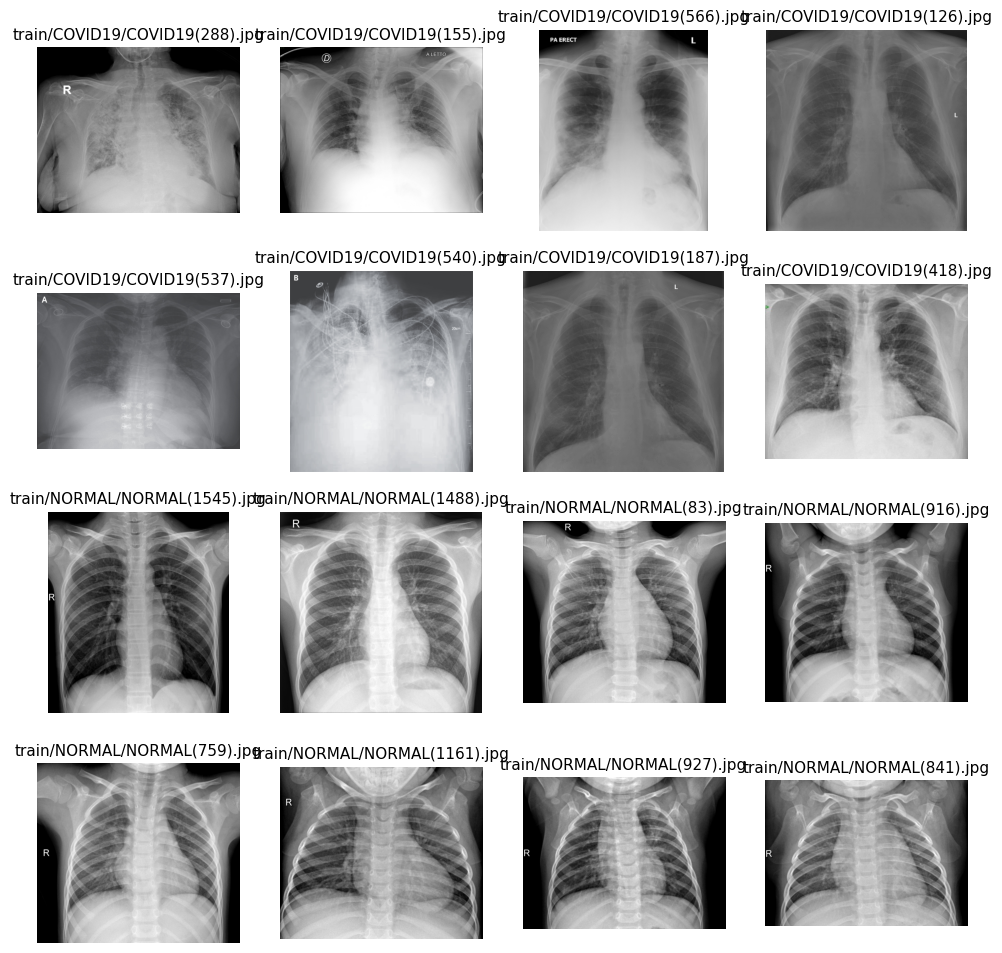 train/COVID19/COVID19(288).jpg
train/COVID19/COVID19(155).jpg
train/COVID19/COVID19(566).jpg
train/COVID19/COVID19(126).jpg
R
D
A LETTO
PA ERECT
L
L
train/COVID19/COVID19(537).jpg
train/COVID19/COVID19(540).jpg
train/COVID19/COVID19(187).jpg
train/COVID19/COVID19(418).jpg
A
B
L
train/NORMAL/NORMAL(1545).jpg
train/NORMAL/NORMAL(1488).jpg
train/NORMAL/NORMAL(83).jpg
train/NORMAL/NORMAL(916).jpg
R
R
R
R
train/NORMAL/NORMAL(759).jpg
train/NORMAL/NORMAL(1161).jpg
train/NORMAL/NORMAL(927).jpg
train/NORMAL/NORMAL(841).jpg
R
R
R
R